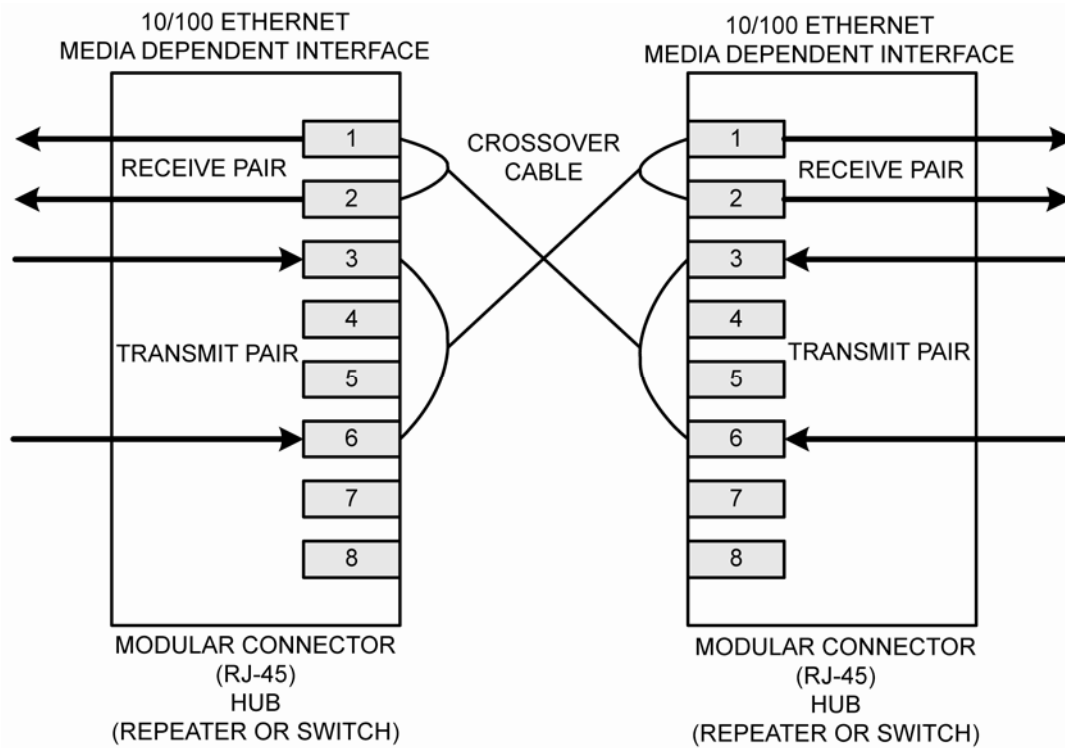 10/100 ETHERNET
MEDIA DEPENDENT INTERFACE
10/100 ETHERNET
MEDIA DEPENDENT INTERFACE
1
RECEIVE PAIR
2
3
4
TRANSMIT PAIR
5
6
7
8
CROSSOVER
CABLE
1
RECEIVE PAIR
2
3
4
TRANSMIT PAIR
5
6
7
8
MODULAR CONNECTOR
(RJ-45)
HUB
(REPEATER OR SWITCH)
MODULAR CONNECTOR
(RJ-45)
HUB
(REPEATER OR SWITCH)